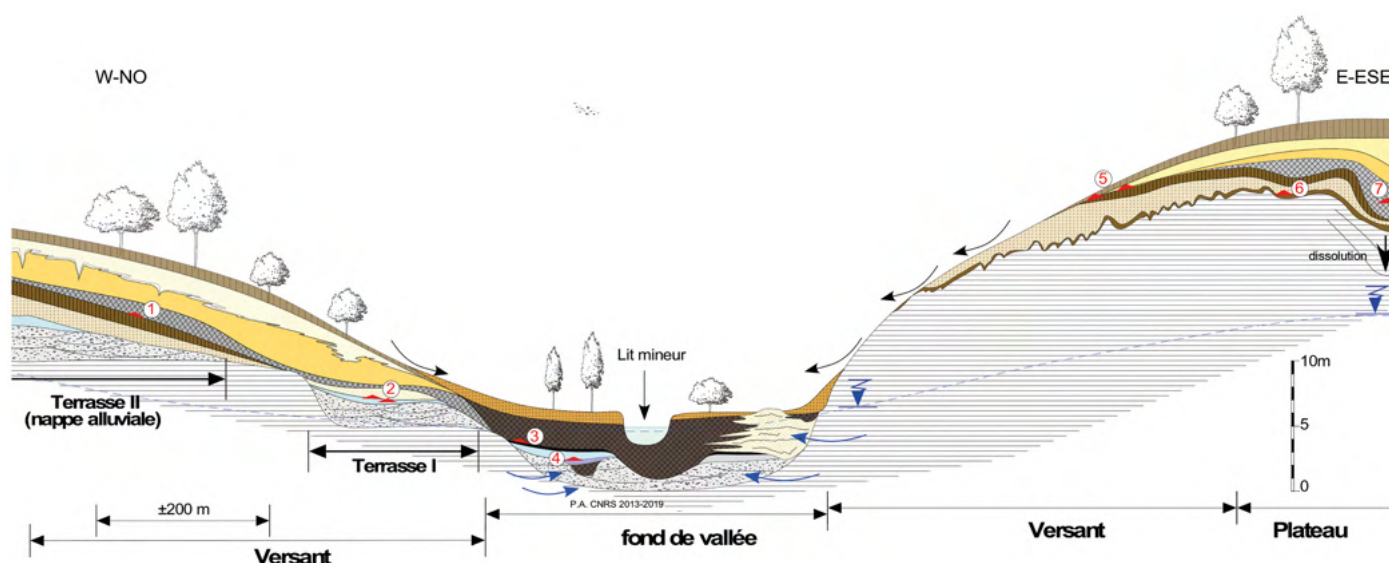 W-NO
E-ESE
5
6
7
dissolution
1
Lit mineur
10m
2
Terrasse II
(nappe alluviale)
3
5
Terrasse I
4
0
P.A. CNRS 2013-2019
±200 m
Versant
fond de vallée
Versant
Plateau